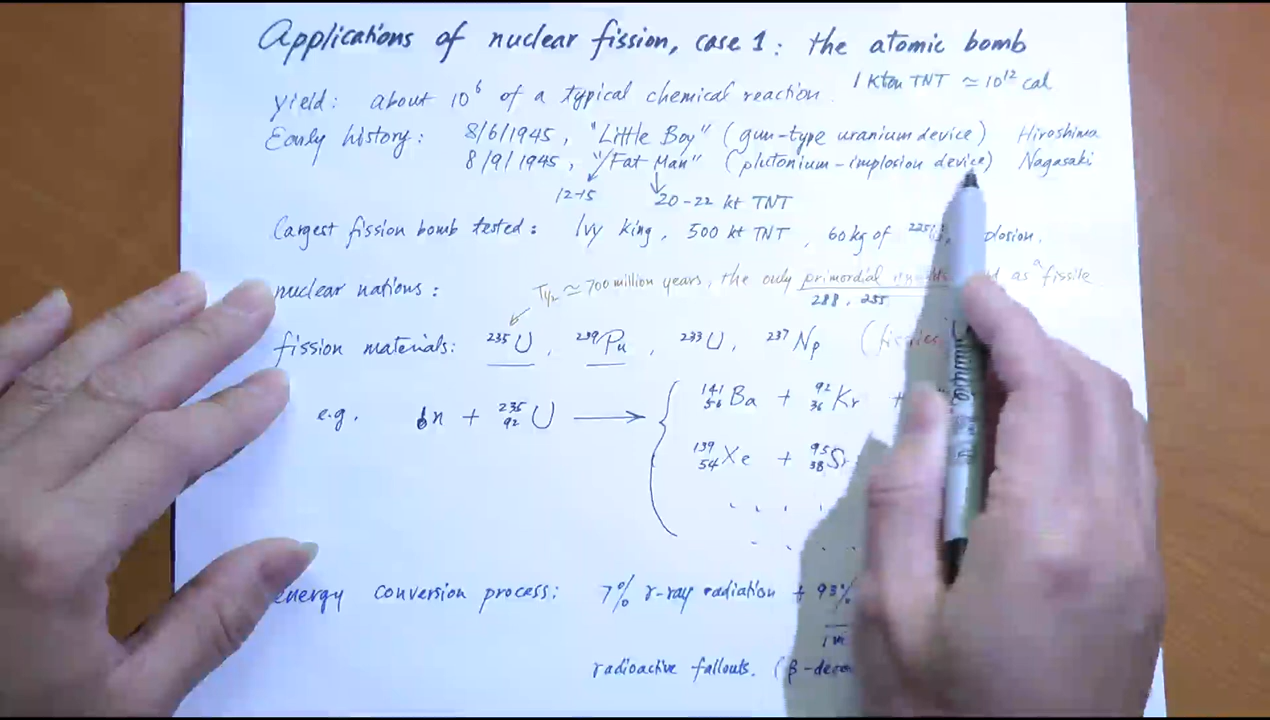 Applications of nuclear fission, case 1: the atomic bomb
yield: about 10⁶ of a typical chemical reaction. 1 kton TNT ≃ 10¹² cal
Early history: 8/6/1945, "Little Boy" (gun-type uranium device) Hiroshima
8/9/1945, "Fat Man" (plutonium-implosion device) Nagasaki
12-15 20-22 kt TNT
Largest fission bomb tested: Ivy king, 500 kt TNT, 60 kg of
nuclear nations: T₁/₂ ≃ 700 million years, the only primordial as a fissile
288, 255
fission materials: ²³⁵U, ²³⁹Pu, ²³³U, ²³⁷Np
¹⁴¹₅₆Ba + ⁹²₃₆Kr +
e.g. n + ²³⁵₉₂U ⟶
¹³⁹₅₄Xe + ⁹⁵₃₈Sr
energy conversion process: 7% γ-ray radiation + 93%
radioactive fallouts.